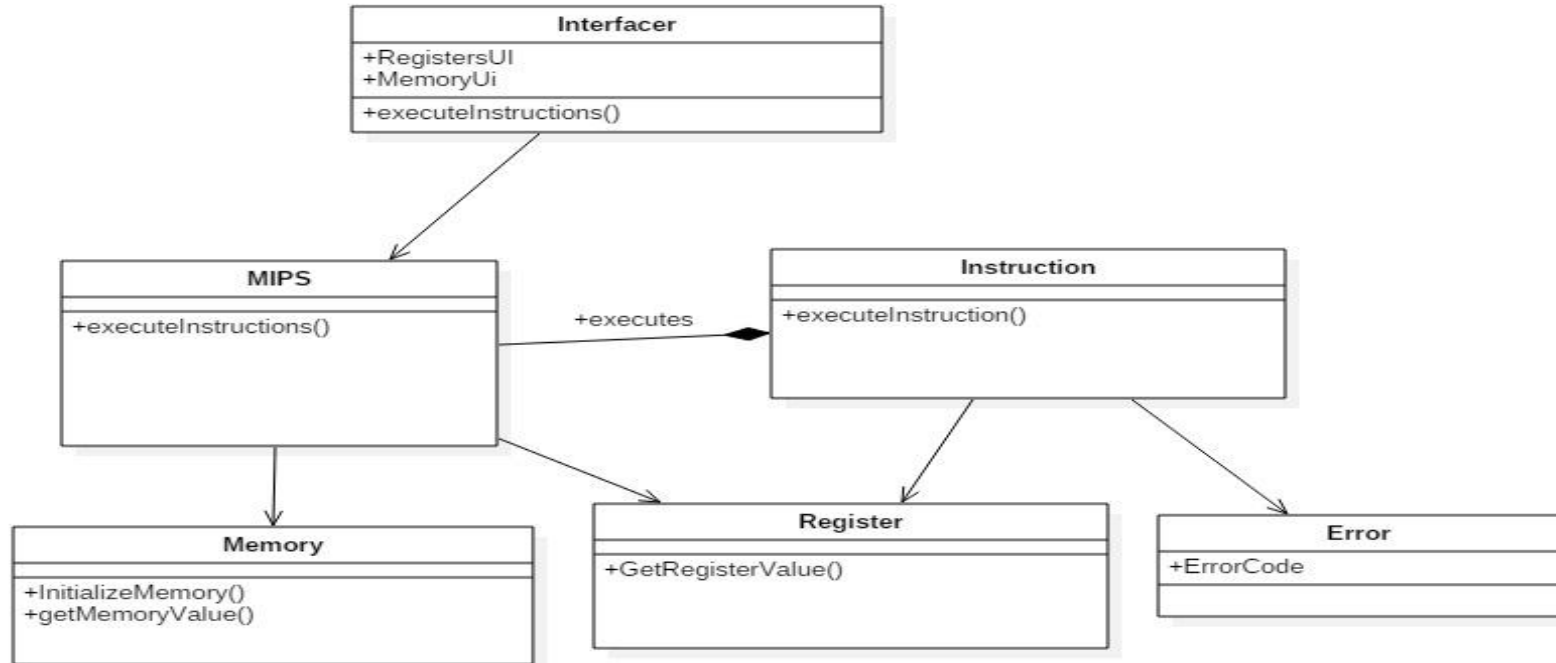 Interfacer
+RegistersUI
+MemoryUi
+executeInstructions()
MIPS
+executeInstructions()
+executes
Instruction
+executeInstruction()
Memory
+InitializeMemory()
+getMemoryValue()
Register
+GetRegisterValue()
Error
+ErrorCode